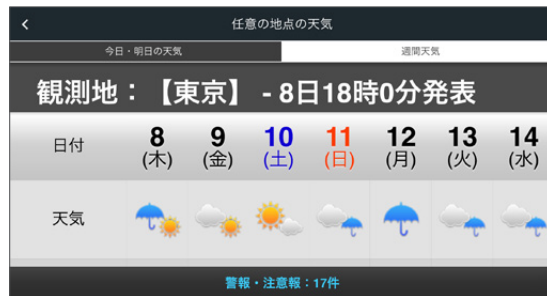 任意の地点の天気
今日・明日の天気 週間天気
観測地：【東京】 - 8日18時0分発表
日付 8 9 10 11 12 13 14
(木) (金) (土) (日) (月) (火) (水)
天気
警報・注意報：17件